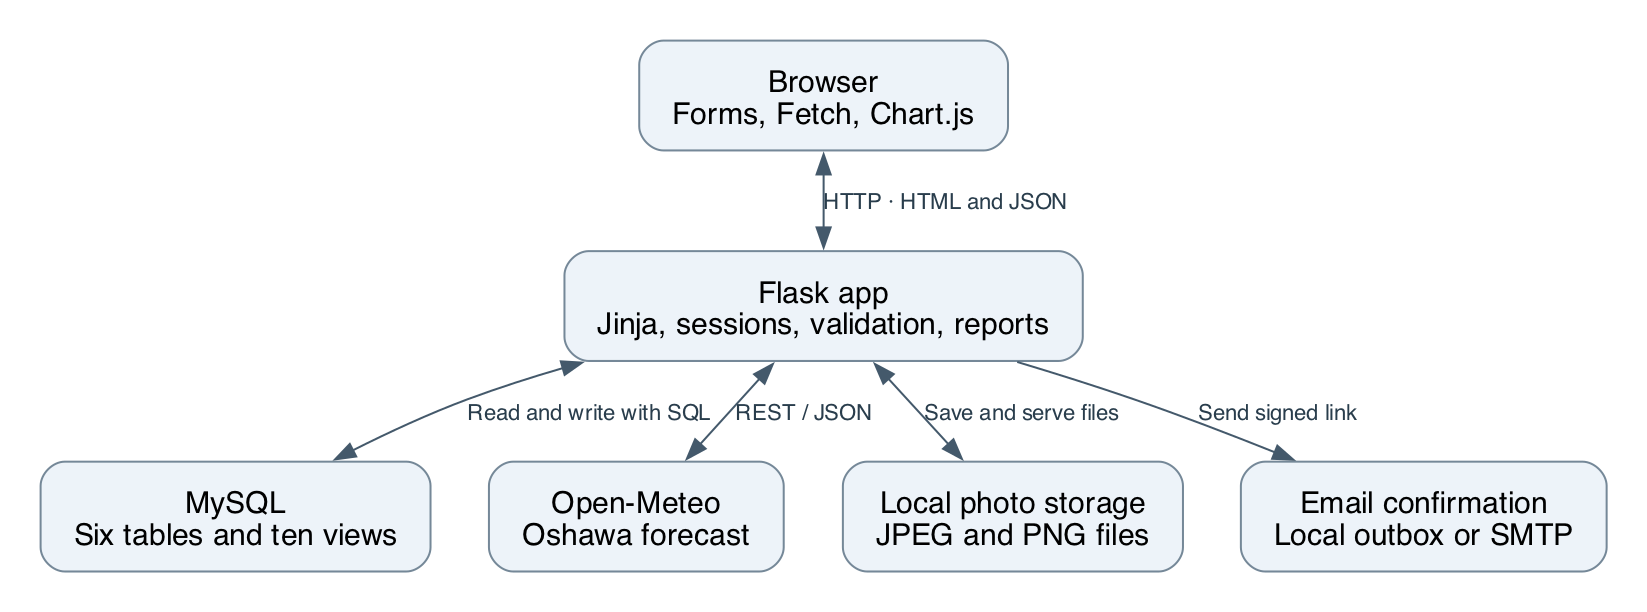 Browser
Forms, Fetch, Chart.js
HTTP · HTML and JSON
Flask app
Jinja, sessions, validation, reports
Read and write with SQL
REST / JSON
Save and serve files
Send signed link
MySQL
Six tables and ten views
Open-Meteo
Oshawa forecast
Local photo storage
JPEG and PNG files
Email confirmation
Local outbox or SMTP